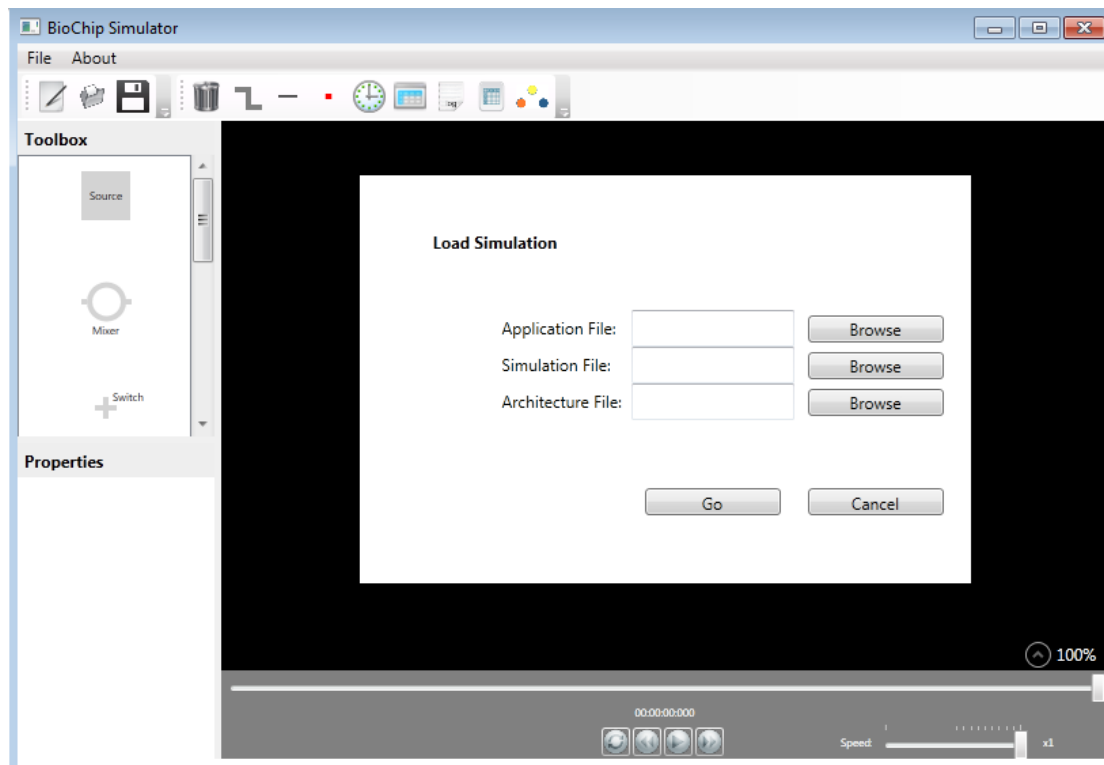 BioChip Simulator
File About
Toolbox
Source
Mixer
Switch
Properties
Load Simulation
Application File: Browse
Simulation File: Browse
Architecture File: Browse
Go Cancel
100%
00:00:00:000
Speed: x1